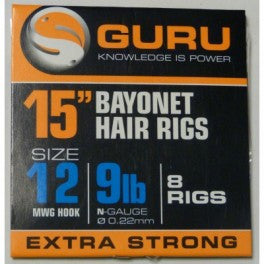 GURU
KNOWLEDGE IS POWER
15” BAYONET
HAIR RIGS
SIZE
12 9lb 8
MWG HOOK N-GAUGE RIGS
Ø 0.22mm
EXTRA STRONG